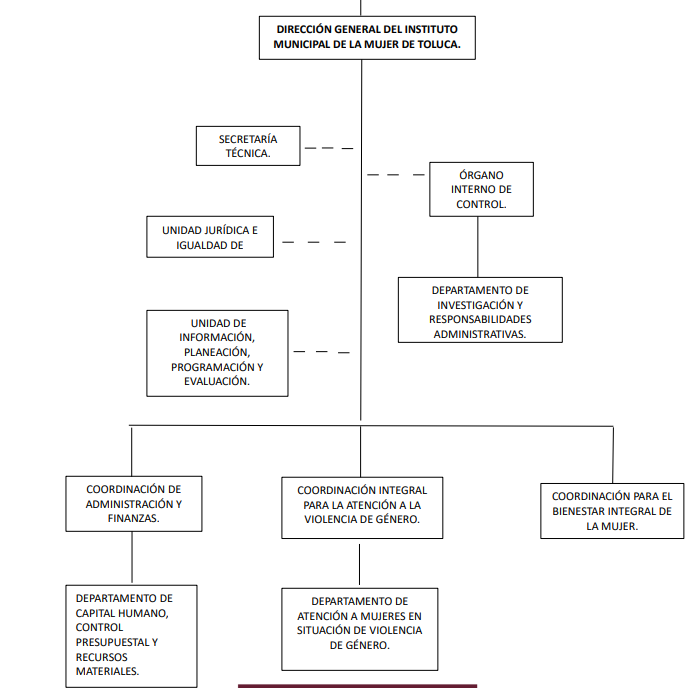 DIRECCIÓN GENERAL DEL INSTITUTO
MUNICIPAL DE LA MUJER DE TOLUCA.
SECRETARÍA
TÉCNICA.
ÓRGANO
INTERNO DE
CONTROL.
UNIDAD JURÍDICA E
IGUALDAD DE
DEPARTAMENTO DE
INVESTIGACIÓN Y
RESPONSABILIDADES
ADMINISTRATIVAS.
UNIDAD DE
INFORMACIÓN,
PLANEACIÓN,
PROGRAMACIÓN Y
EVALUACIÓN.
COORDINACIÓN DE
ADMINISTRACIÓN Y
FINANZAS.
COORDINACIÓN INTEGRAL
PARA LA ATENCIÓN A LA
VIOLENCIA DE GÉNERO.
COORDINACIÓN PARA EL
BIENESTAR INTEGRAL DE
LA MUJER.
DEPARTAMENTO DE
CAPITAL HUMANO,
CONTROL
PRESUPUESTAL Y
RECURSOS
MATERIALES.
DEPARTAMENTO DE
ATENCIÓN A MUJERES EN
SITUACIÓN DE VIOLENCIA
DE GÉNERO.